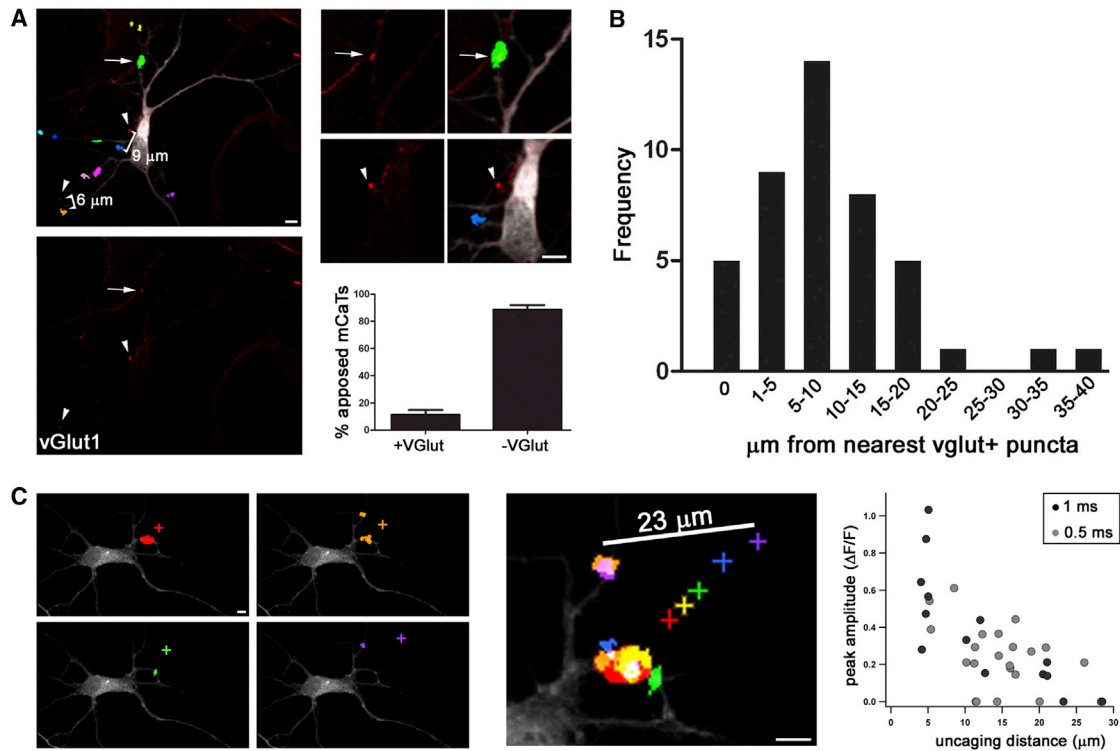 A
9 μm
6 μm
vGlut1
% apposed mCaTs
100
80
60
40
20
0
+VGlut
-VGlut
B
Frequency
15
10
5
0
0
1-5
5-10
10-15
15-20
20-25
25-30
30-35
35-40
μm from nearest vglut+ puncta
C
23 μm
peak amplitude (ΔF/F)
1.0
0.8
0.6
0.4
0.2
0.0
0
5
10
15
20
25
30
uncaging distance (μm)
1 ms
0.5 ms